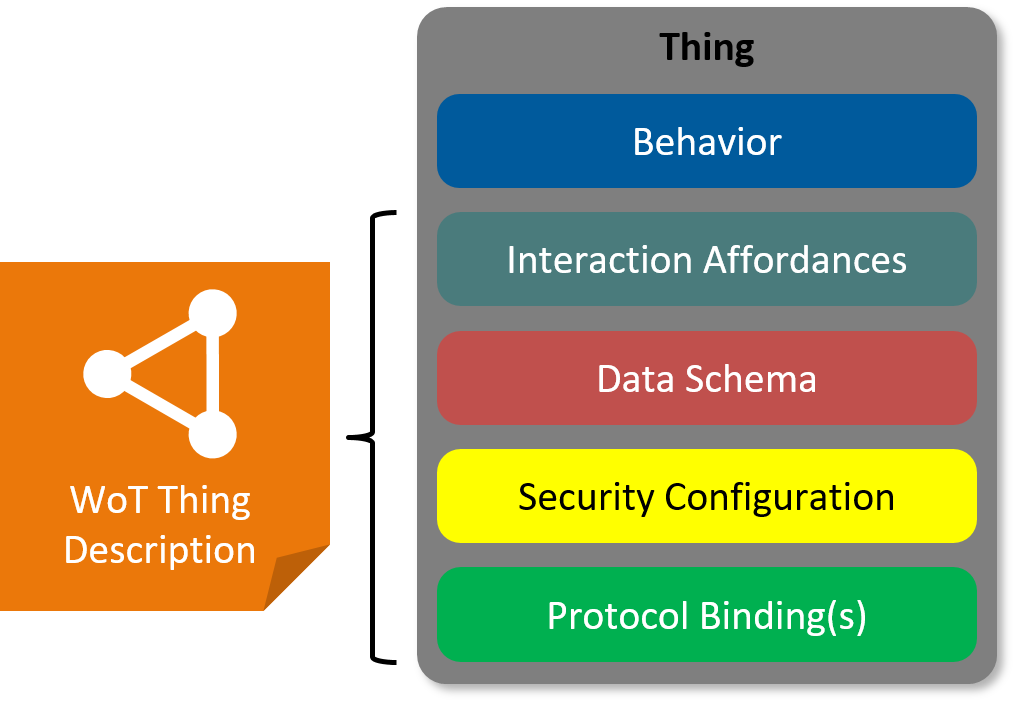 Thing
Behavior
Interaction Affordances
Data Schema
Security Configuration
Protocol Binding(s)
WoT Thing
Description